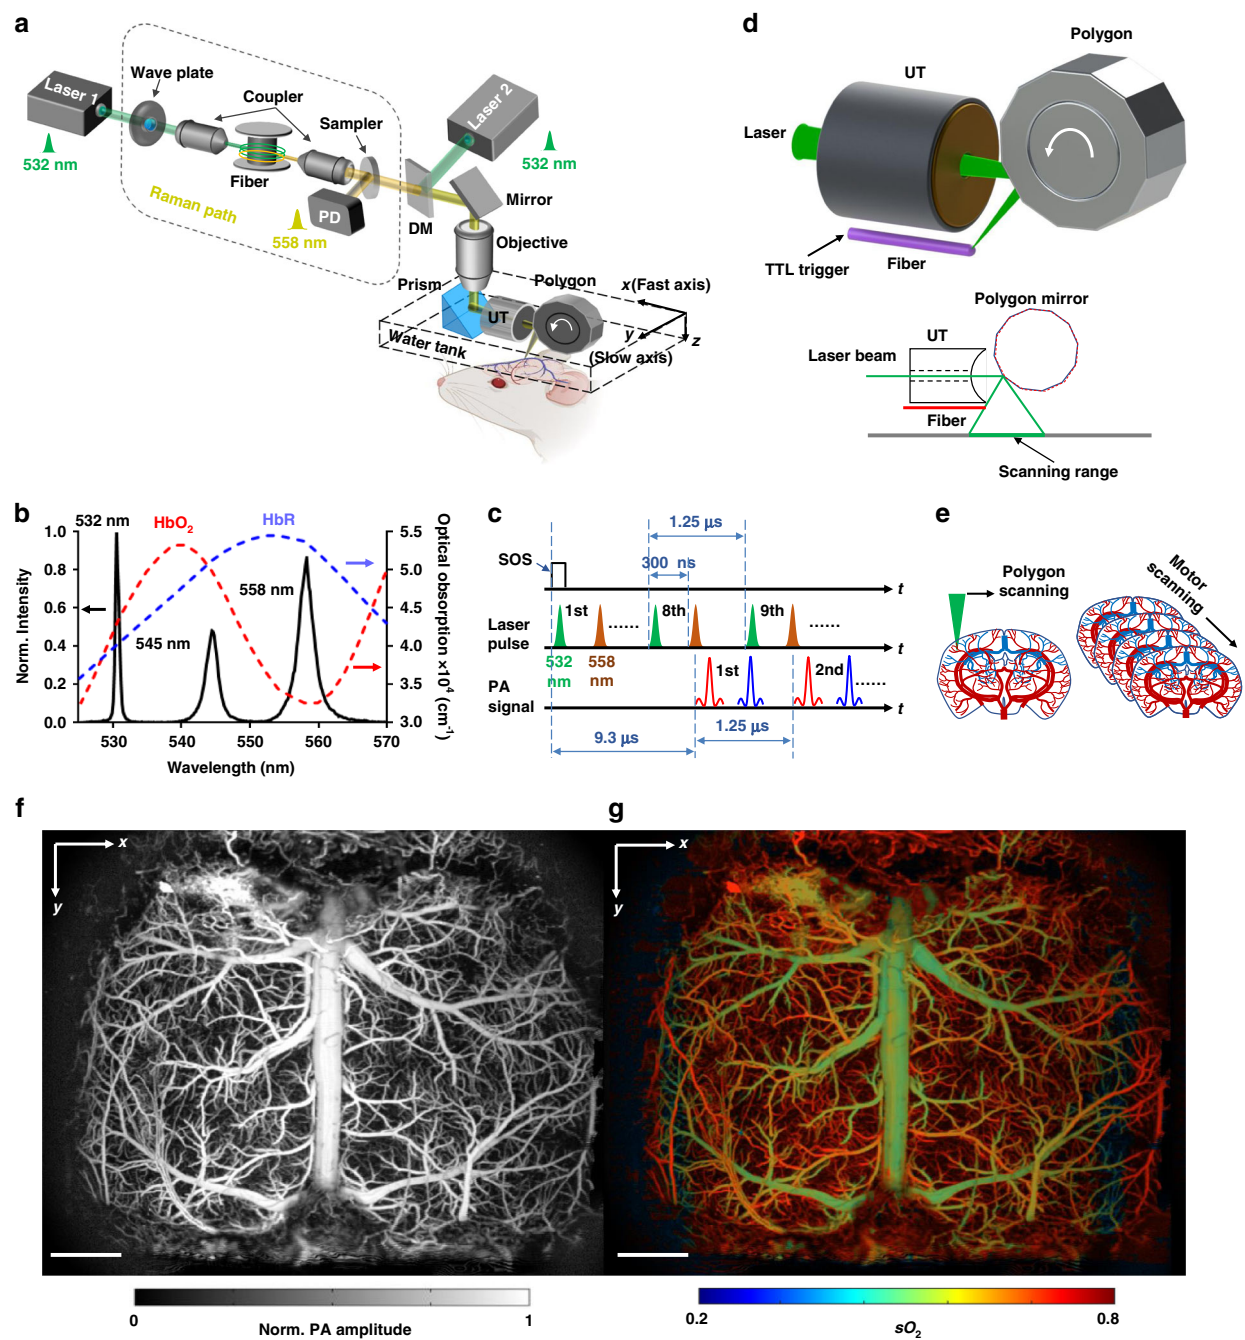 a
Laser 1
Wave plate
Coupler
Sampler
Laser 2
532 nm
532 nm
Fiber
Raman path
PD
558 nm
DM
Mirror
Objective
Prism
Polygon
x(Fast axis)
UT
y
z
Water tank
(Slow axis)
d
Polygon
UT
Laser
TTL trigger
Fiber
Polygon mirror
UT
Laser beam
Fiber
Scanning range
b
532 nm
HbO2
HbR
558 nm
545 nm
Norm. Intensity
1.0
0.8
0.6
0.4
0.2
0.0
530
540
550
560
570
Wavelength (nm)
5.5
5.0
4.5
4.0
3.5
3.0
Optical obsorption ×10⁴ (cm⁻¹)
c
1.25 µs
SOS
300 ns
t
Laser
pulse
1st
......
8th
9th
......
t
532
nm
558
nm
PA
signal
1st
2nd
......
t
9.3 µs
1.25 µs
e
Polygon
scanning
Motor
scanning
f
x
y
0
1
Norm. PA amplitude
g
x
y
0.2
0.8
sO2